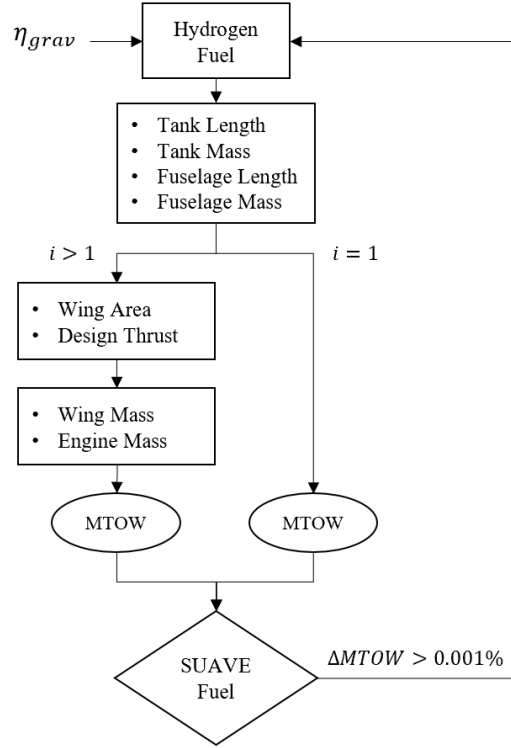 η_grav
Hydrogen
Fuel
• Tank Length
• Tank Mass
• Fuselage Length
• Fuselage Mass
i > 1
i = 1
• Wing Area
• Design Thrust
• Wing Mass
• Engine Mass
MTOW
MTOW
SUAVE
Fuel
ΔMTOW > 0.001%